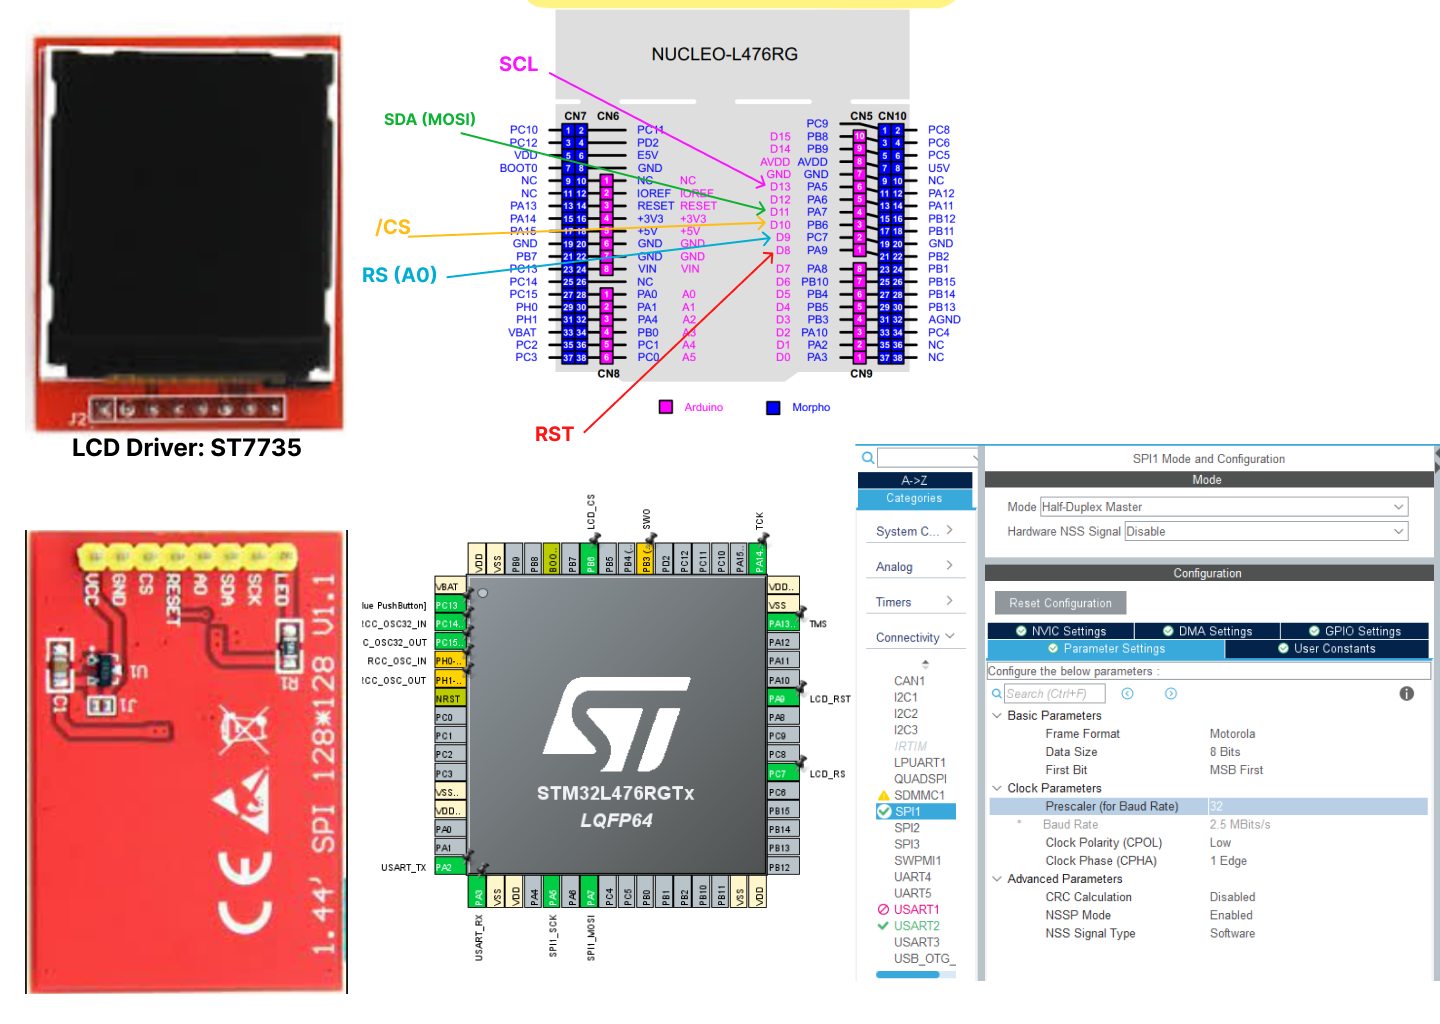 J2
LCD Driver: ST7735
NUCLEO-L476RG
SCL
SDA (MOSI)
/CS
RS (A0)
RST
CN7 CN6
CN5 CN10
PC10 1 2 PC11
PC12 3 4 PD2
VDD 5 6 E5V
BOOT0 7 8 GND
NC 9 10 1 NC NC
NC 11 12 2 IOREF IOREF
PA13 13 14 3 RESET RESET
PA14 15 16 4 +3V3 +3V3
PA15 17 18 5 +5V +5V
GND 19 20 6 GND GND
PB7 21 22 7 GND GND
PC13 23 24 8 VIN VIN
PC14 25 26 NC
PC15 27 28 1 PA0 A0
PH0 29 30 2 PA1 A1
PH1 31 32 3 PA4 A2
VBAT 33 34 4 PB0 A3
PC2 35 36 5 PC1 A4
PC3 37 38 6 PC0 A5
CN8
PC9 1 2 PC8
D15 PB8 10 3 4 PC6
D14 PB9 9 5 6 PC5
AVDD AVDD 8 7 8 U5V
GND GND 7 9 10 NC
D13 PA5 6 11 12 PA12
D12 PA6 5 13 14 PA11
D11 PA7 4 15 16 PB12
D10 PB6 3 17 18 PB11
D9 PC7 2 19 20 GND
D8 PA9 1 21 22 PB2
D7 PA8 8 23 24 PB1
D6 PB10 7 25 26 PB15
D5 PB4 6 27 28 PB14
D4 PB5 5 29 30 PB13
D3 PB3 4 31 32 AGND
D2 PA10 3 33 34 PC4
D1 PA2 2 35 36 NC
D0 PA3 1 37 38 NC
CN9
Arduino
Morpho
VCC
GND
CS
RESET
A0
SDA
SCK
LED
U1
J1
C1
R1
1.44' SPI 128*128 V1.1
CE
LCD_CS
SWO
TCK
VDD
VSS
PB9
PB8
BOO..
PB7
PB6
PB5
PB4 (..
PB3 (..
PD2
PC12
PC11
PC10
PA15..
PA14..
VBAT
lue PushButton] PC13
!CC_OSC32_IN PC14..
C_OSC32_OUT PC15..
RCC_OSC_IN PH0-..
!CC_OSC_OUT PH1-..
NRST
PC0
PC1
PC2
PC3
VSS..
VDD..
PA0
PA1
USART_TX PA2
ST
STM32L476RGTx
LQFP64
VDD..
VSS
PA13.. TMS
PA12
PA11
PA10
PA9 LCD_RST
PA8
PC9
PC8
PC7 LCD_RS
PC6
PB15
PB14
PB13
PB12
PA3
VSS
VDD
PA4
PA5
PA6
PA7
PC4
PC5
PB0
PB1
PB2
PB10
PB11
VSS
VDD
USART_RX
SPI1_SCK
SPI1_MOSI
A->Z
Categories
System C...
Analog
Timers
Connectivity
CAN1
I2C1
I2C2
I2C3
IRTIM
LPUART1
QUADSPI
SDMMC1
SPI1
SPI2
SPI3
SWPMI1
UART4
UART5
USART1
USART2
USART3
USB_OTG_
SPI1 Mode and Configuration
Mode
Mode Half-Duplex Master
Hardware NSS Signal Disable
Configuration
Reset Configuration
NVIC Settings
DMA Settings
GPIO Settings
Parameter Settings
User Constants
Configure the below parameters :
Search (Ctrl+F)
Basic Parameters
Frame Format Motorola
Data Size 8 Bits
First Bit MSB First
Clock Parameters
Prescaler (for Baud Rate) 32
* Baud Rate 2.5 MBits/s
Clock Polarity (CPOL) Low
Clock Phase (CPHA) 1 Edge
Advanced Parameters
CRC Calculation Disabled
NSSP Mode Enabled
NSS Signal Type Software